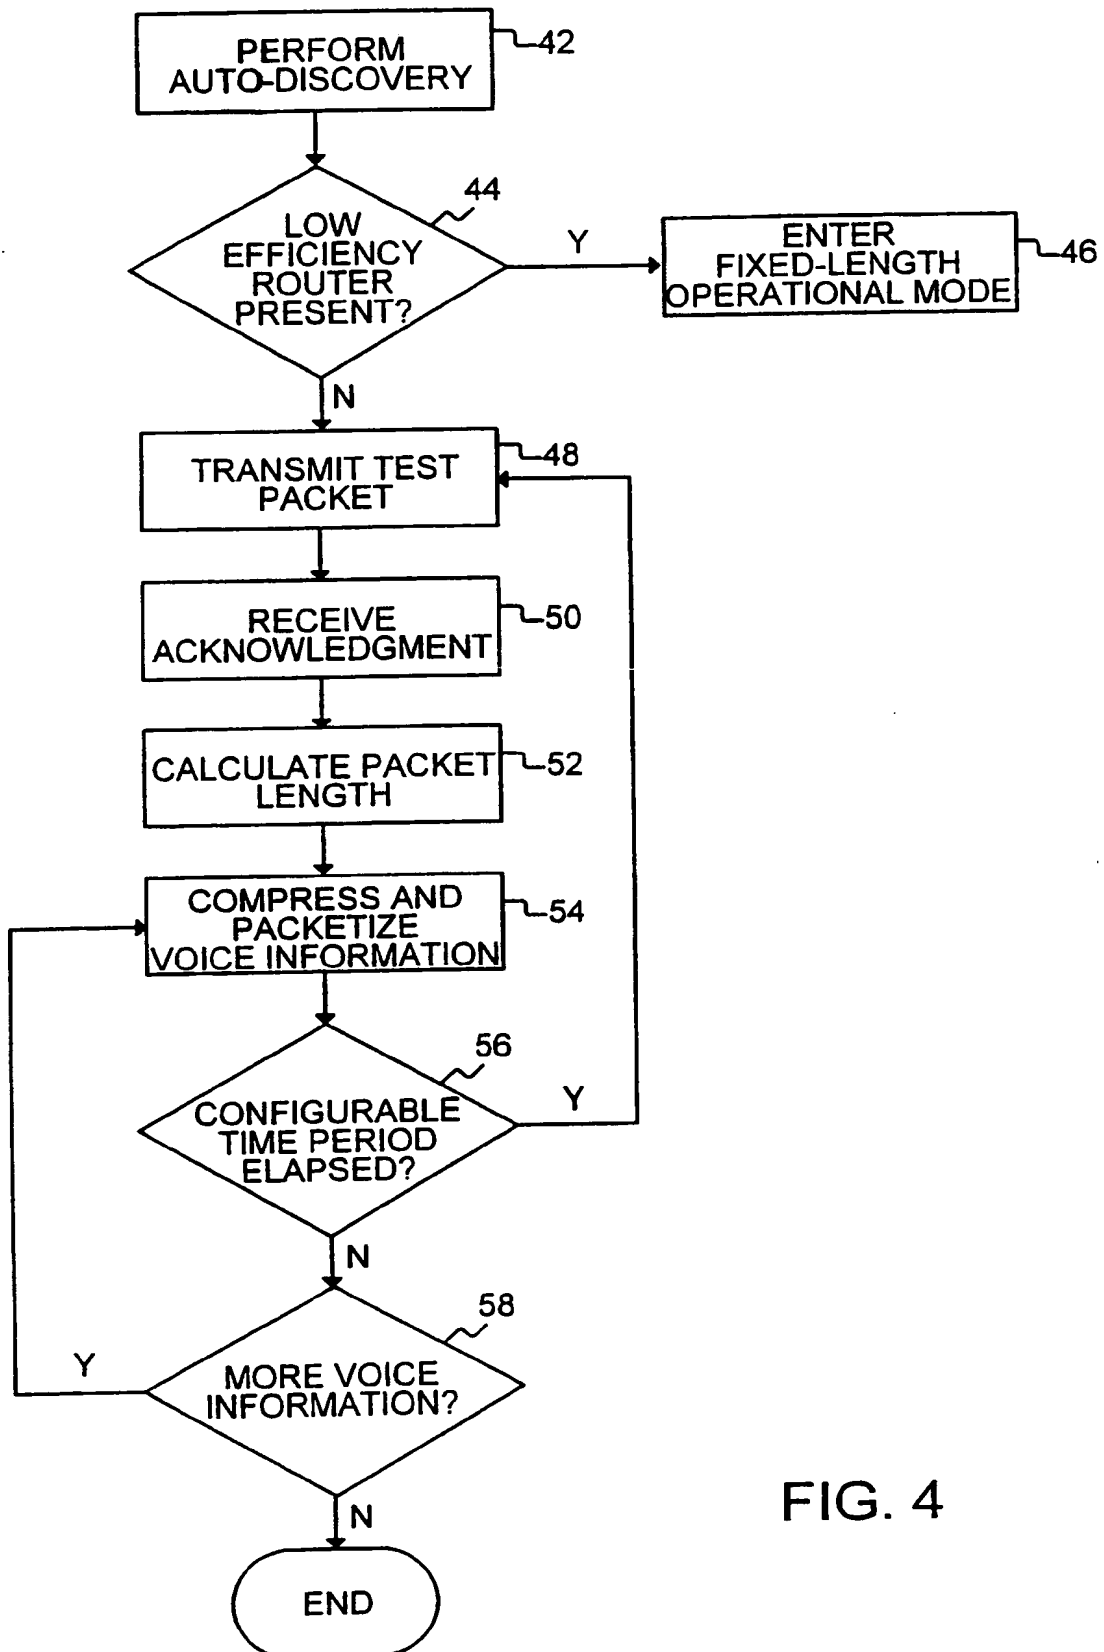 PERFORM
AUTO-DISCOVERY
42
LOW
EFFICIENCY
ROUTER
PRESENT?
44
Y
ENTER
FIXED-LENGTH
OPERATIONAL MODE
46
N
TRANSMIT TEST
PACKET
48
RECEIVE
ACKNOWLEDGMENT
50
CALCULATE PACKET
LENGTH
52
COMPRESS AND
PACKETIZE
VOICE INFORMATION
54
CONFIGURABLE
TIME PERIOD
ELAPSED?
56
Y
N
MORE VOICE
INFORMATION?
58
Y
N
END
FIG. 4